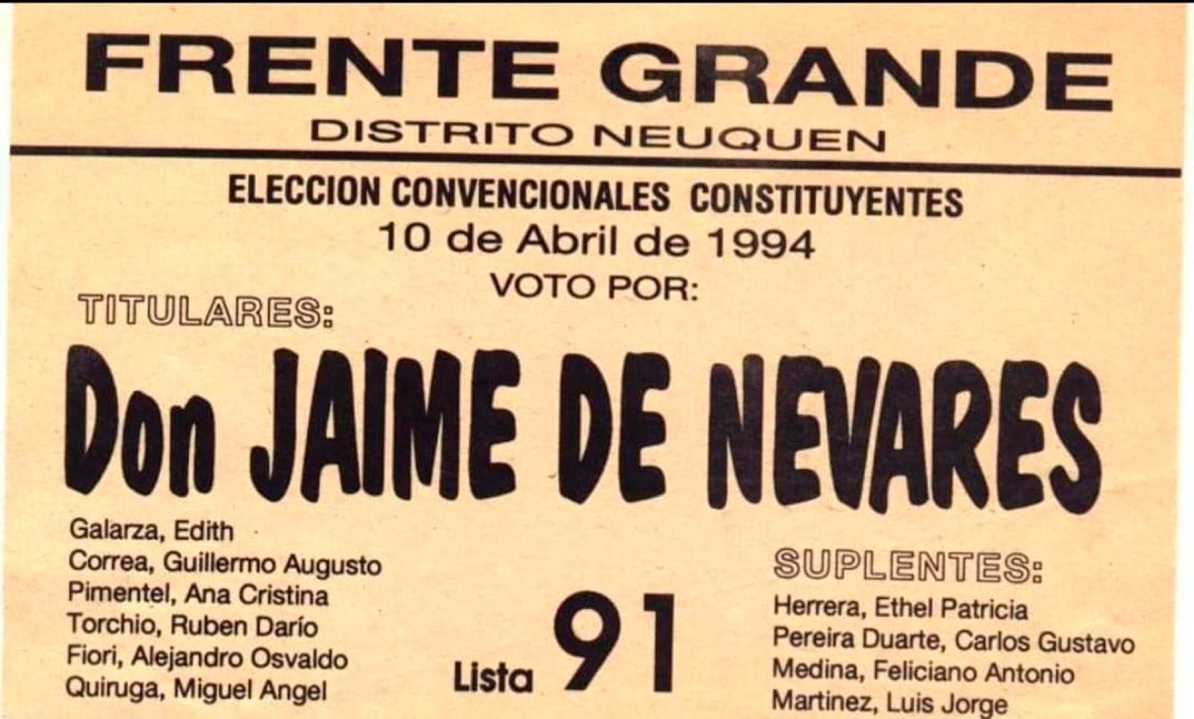 FRENTE GRANDE
DISTRITO NEUQUEN
ELECCION CONVENCIONALES CONSTITUYENTES
10 de Abril de 1994
VOTO POR:
TITULARES:
Don JAIME DE NEVARES
Galarza, Edith
Correa, Guillermo Augusto
Pimentel, Ana Cristina
Torchio, Ruben Darío
Fiori, Alejandro Osvaldo
Quiruga, Miguel Angel
Lista 91
SUPLENTES:
Herrera, Ethel Patricia
Pereira Duarte, Carlos Gustavo
Medina, Feliciano Antonio
Martinez, Luis Jorge